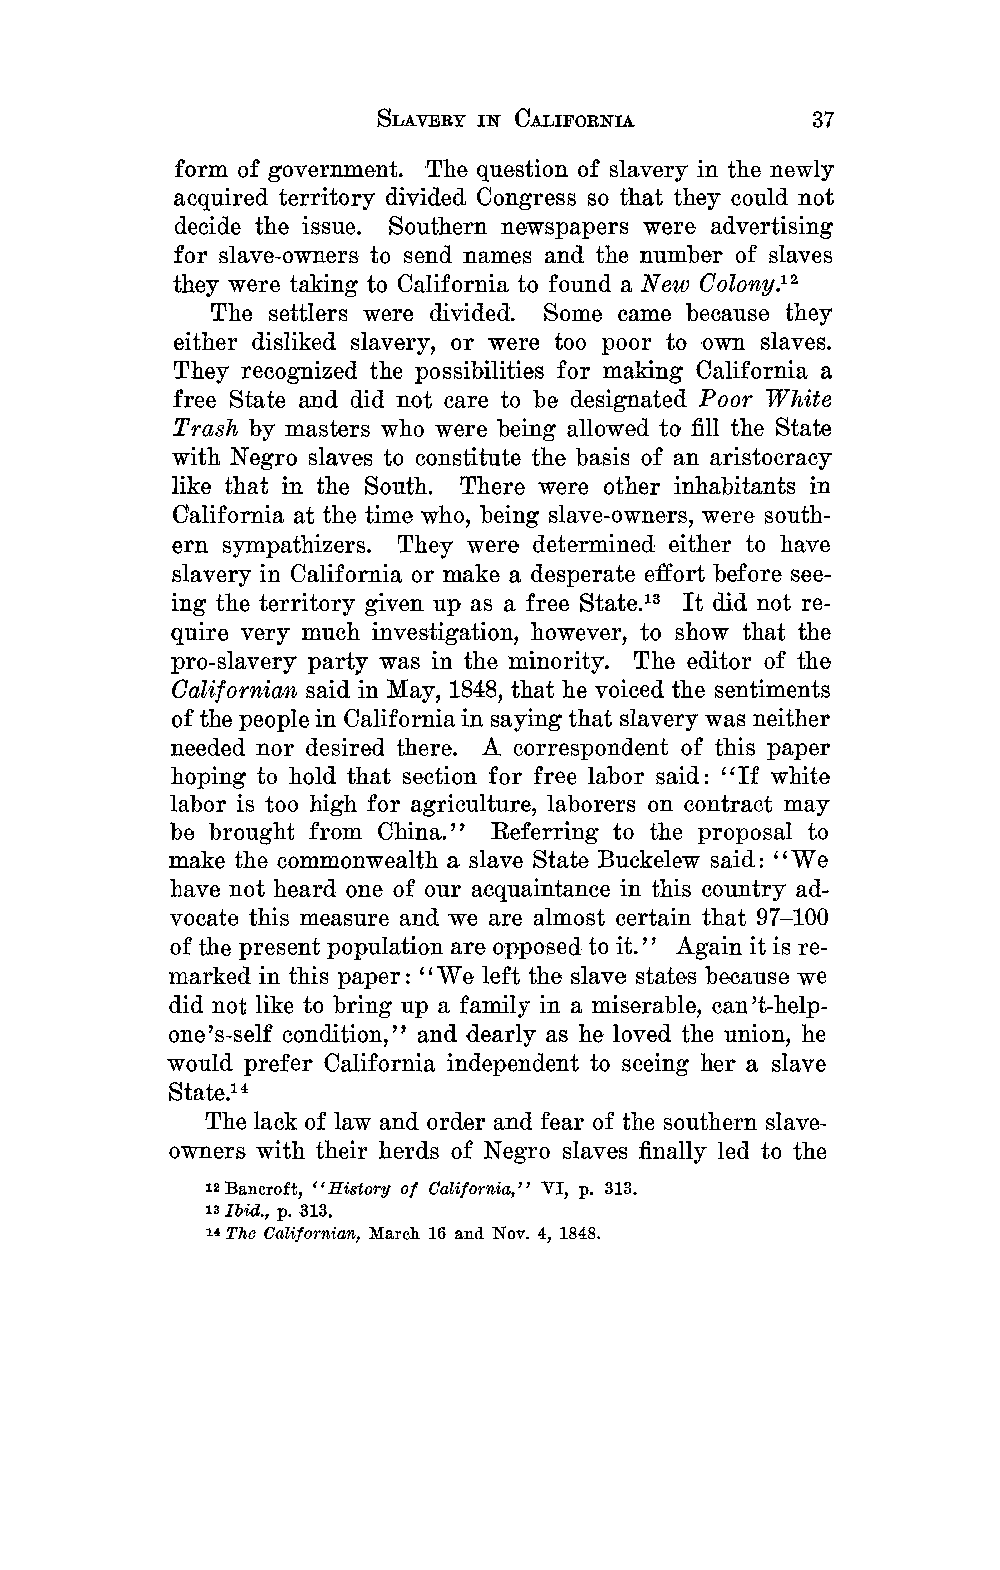 SLAVERY IN CALIFORNIA 37
form of government. The question of slavery in the newly
acquired territory divided Congress so that they could not
decide the issue. Southern newspapers were advertising
for slave-owners to send names and the number of slaves
they were taking to California to found a New Colony.¹²
The settlers were divided. Some came because they
either disliked slavery, or were too poor to own slaves.
They recognized the possibilities for making California a
free State and did not care to be designated Poor White
Trash by masters who were being allowed to fill the State
with Negro slaves to constitute the basis of an aristocracy
like that in the South. There were other inhabitants in
California at the time who, being slave-owners, were south-
ern sympathizers. They were determined either to have
slavery in California or make a desperate effort before see-
ing the territory given up as a free State.¹³ It did not re-
quire very much investigation, however, to show that the
pro-slavery party was in the minority. The editor of the
Californian said in May, 1848, that he voiced the sentiments
of the people in California in saying that slavery was neither
needed nor desired there. A correspondent of this paper
hoping to hold that section for free labor said: “If white
labor is too high for agriculture, laborers on contract may
be brought from China.” Referring to the proposal to
make the commonwealth a slave State Buckelew said: “We
have not heard one of our acquaintance in this country ad-
vocate this measure and we are almost certain that 97–100
of the present population are opposed to it.” Again it is re-
marked in this paper: “We left the slave states because we
did not like to bring up a family in a miserable, can’t-help-
one’s-self condition,” and dearly as he loved the union, he
would prefer California independent to seeing her a slave
State.¹⁴
The lack of law and order and fear of the southern slave-
owners with their herds of Negro slaves finally led to the
¹² Bancroft, “History of California,” VI, p. 313.
¹³ Ibid., p. 313.
¹⁴ The Californian, March 16 and Nov. 4, 1848.